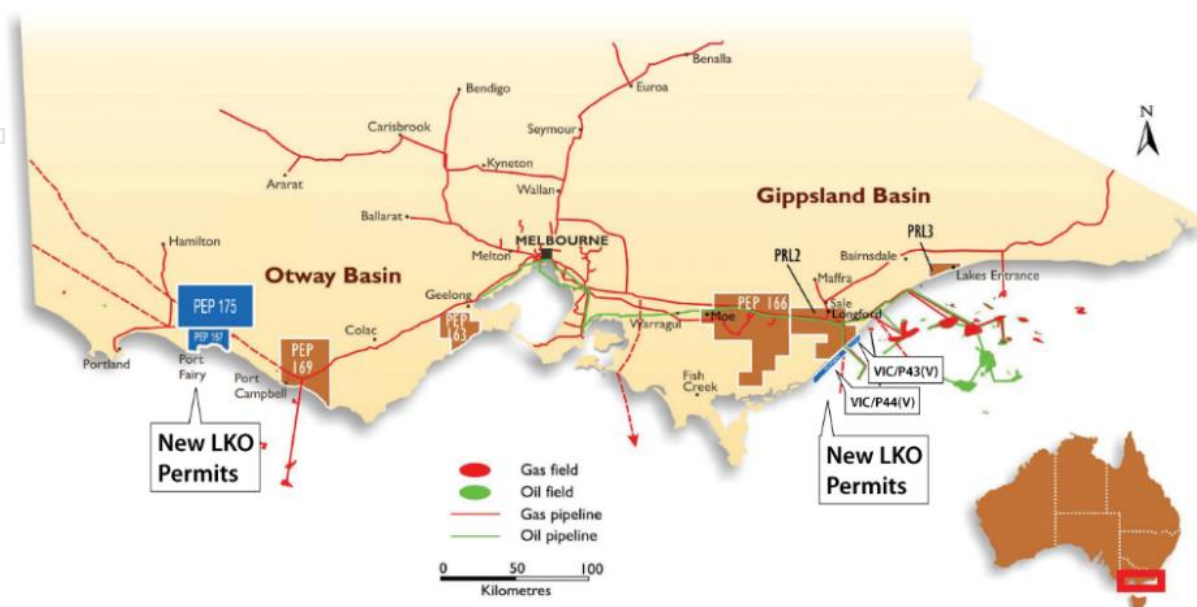 Benalla
Bendigo
Euroa
Carisbrook
Seymour
N
Kyneton
Ararat
Wallan
Gippsland Basin
Ballarat
PRL3
Hamilton
MELBOURNE
Bairnsdale
Melton
PRL2
Lakes Entrance
Otway Basin
Maffra
PEP 175
Geelong
PEP 166
Sale
Moe
Longford
PEP
163
Warragul
PEP 167
Colac
Portland
Port
Fairy
PEP
169
VIC/P43(V)
Port
Campbell
Fish
Creek
VIC/P44(V)
New LKO
Permits
New LKO
Permits
Gas field
Oil field
Gas pipeline
Oil pipeline
0 50 100
Kilometres